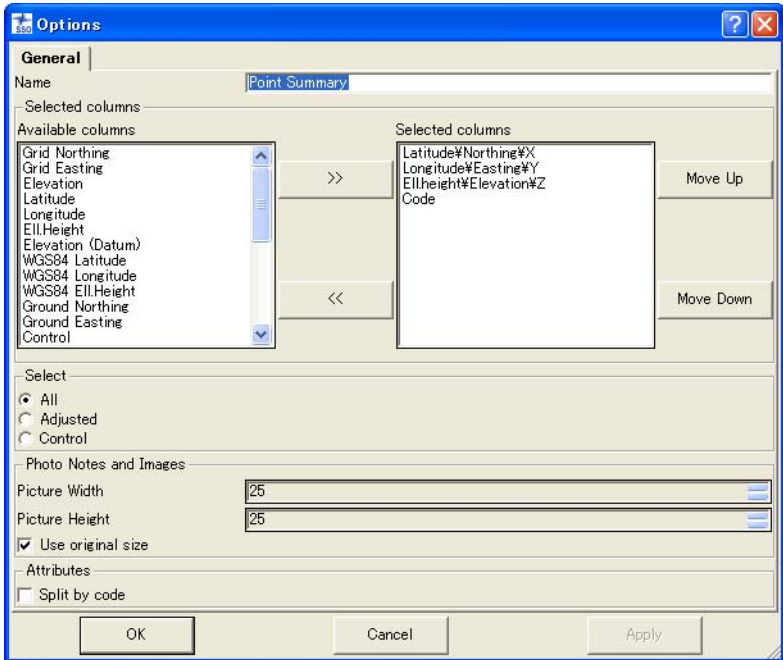 SSO Options
General
Name Point Summary
Selected columns
Available columns
Grid Northing
Grid Easting
Elevation
Latitude
Longitude
Ell.Height
Elevation (Datum)
WGS84 Latitude
WGS84 Longitude
WGS84 Ell.Height
Ground Northing
Ground Easting
Control
>>
<<
Selected columns
Latitude¥Northing¥X
Longitude¥Easting¥Y
Ell.height¥Elevation¥Z
Code
Move Up
Move Down
Select
All
Adjusted
Control
Photo Notes and Images
Picture Width 25
Picture Height 25
Use original size
Attributes
Split by code
OK Cancel Apply